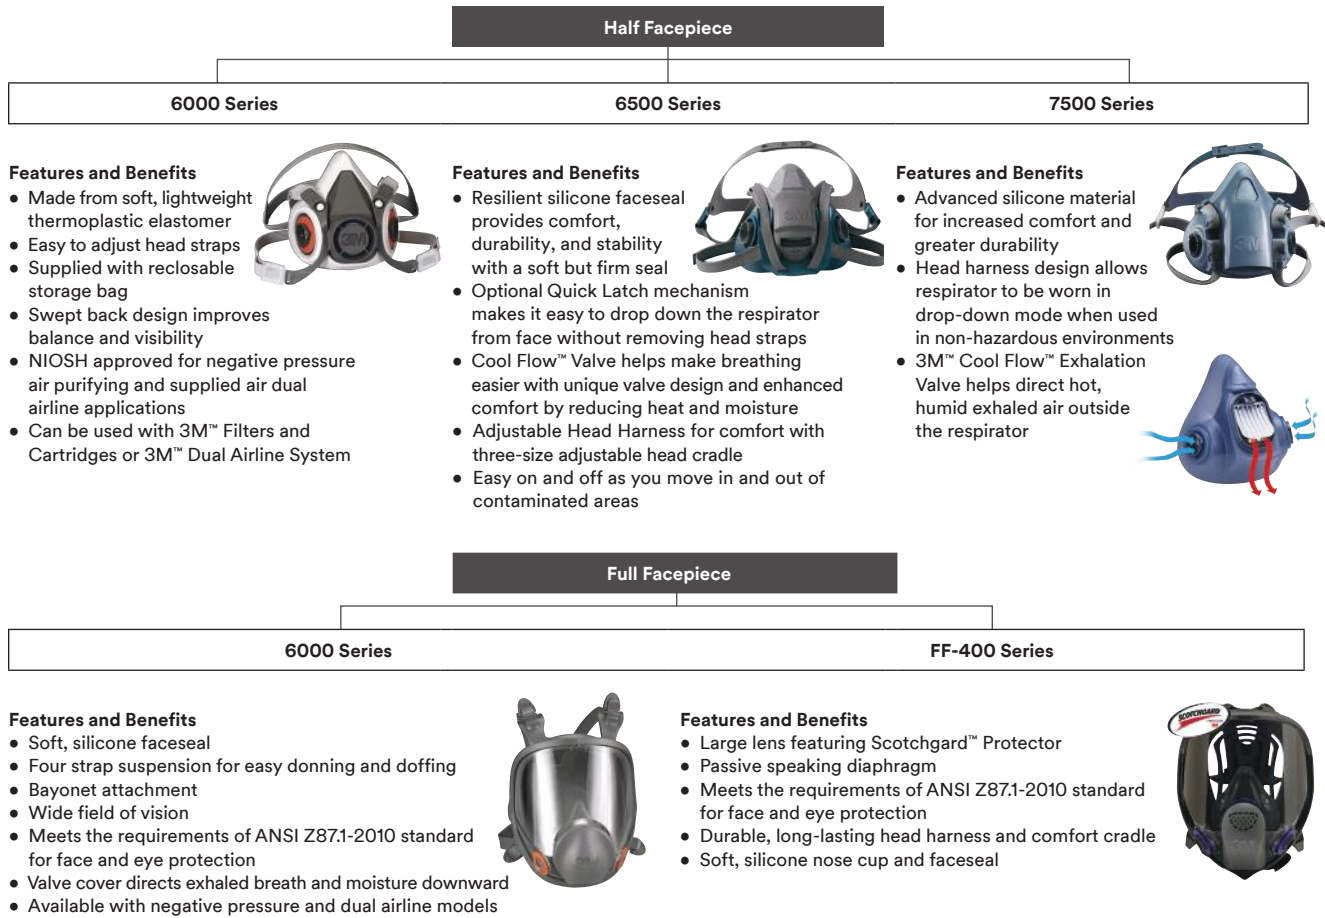 Half Facepiece
6000 Series
6500 Series
7500 Series
Features and Benefits
• Made from soft, lightweight
thermoplastic elastomer
• Easy to adjust head straps
• Supplied with reclosable
storage bag
• Swept back design improves
balance and visibility
• NIOSH approved for negative pressure
air purifying and supplied air dual
airline applications
• Can be used with 3M™ Filters and
Cartridges or 3M™ Dual Airline System
3M
Features and Benefits
• Resilient silicone faceseal
provides comfort,
durability, and stability
with a soft but firm seal
• Optional Quick Latch mechanism
makes it easy to drop down the respirator
from face without removing head straps
• Cool Flow™ Valve helps make breathing
easier with unique valve design and enhanced
comfort by reducing heat and moisture
• Adjustable Head Harness for comfort with
three-size adjustable head cradle
• Easy on and off as you move in and out of
contaminated areas
3M
Features and Benefits
• Advanced silicone material
for increased comfort and
greater durability
• Head harness design allows
respirator to be worn in
drop-down mode when used
in non-hazardous environments
• 3M™ Cool Flow™ Exhalation
Valve helps direct hot,
humid exhaled air outside
the respirator
3M
Full Facepiece
6000 Series
FF-400 Series
Features and Benefits
• Soft, silicone faceseal
• Four strap suspension for easy donning and doffing
• Bayonet attachment
• Wide field of vision
• Meets the requirements of ANSI Z87.1-2010 standard
for face and eye protection
• Valve cover directs exhaled breath and moisture downward
• Available with negative pressure and dual airline models
3M
Features and Benefits
• Large lens featuring Scotchgard™ Protector
• Passive speaking diaphragm
• Meets the requirements of ANSI Z87.1-2010 standard
for face and eye protection
• Durable, long-lasting head harness and comfort cradle
• Soft, silicone nose cup and faceseal
SCOTCHGARD
3M